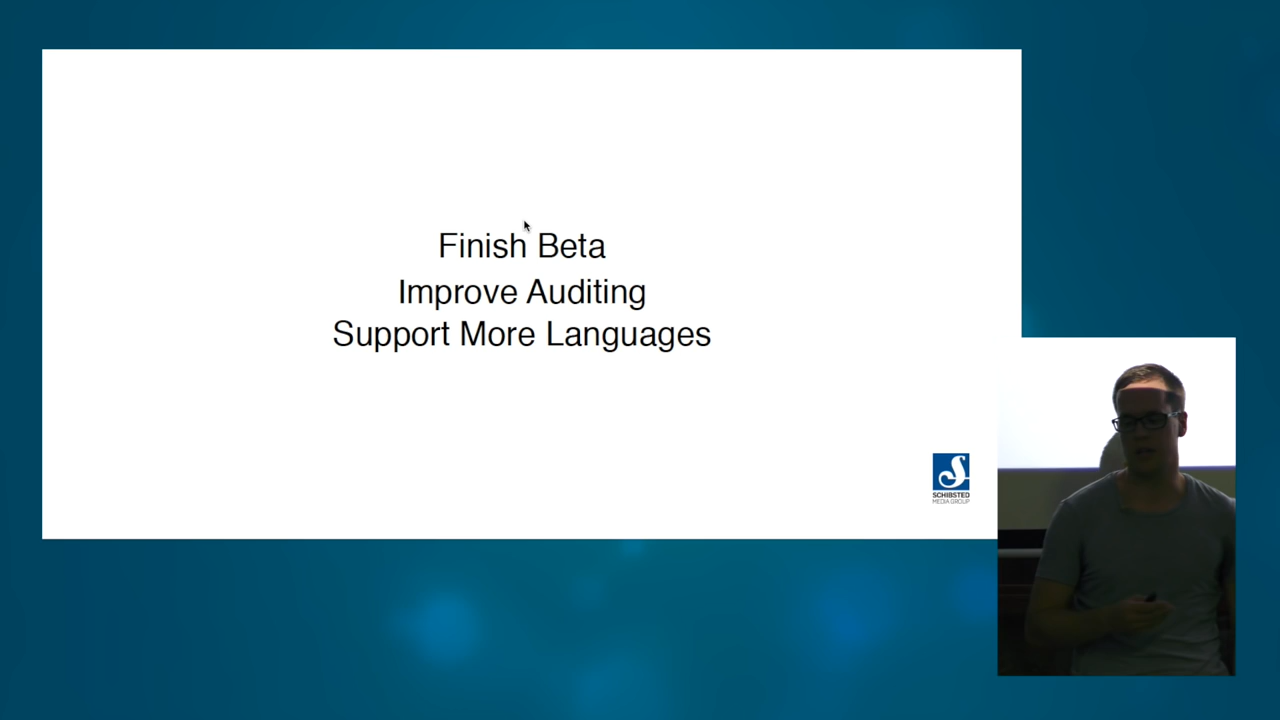 Finish Beta
Improve Auditing
Support More Languages
SCHIBSTED
MEDIA GROUP